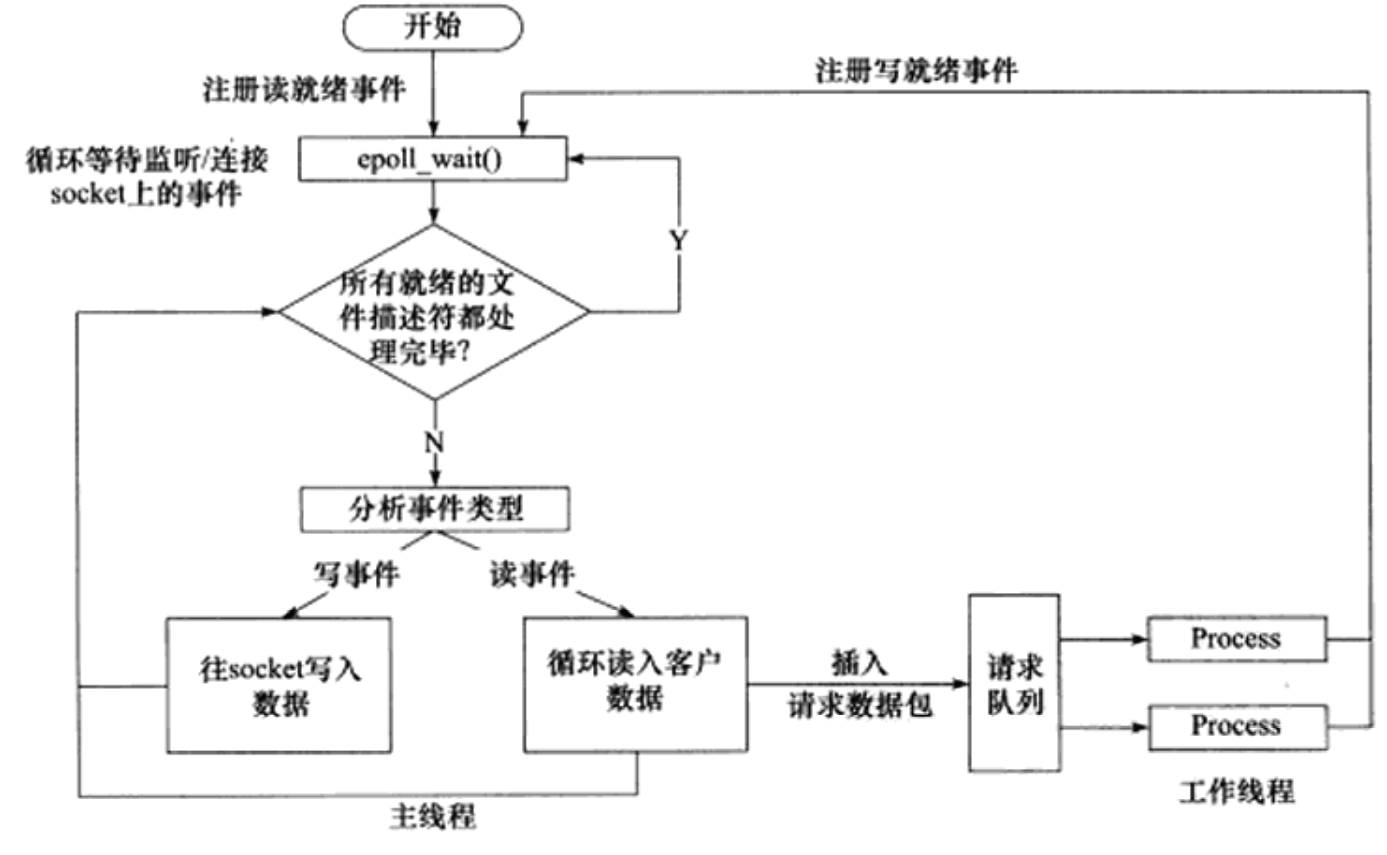 开始
注册读就绪事件
注册写就绪事件
循环等待监听/连接
socket上的事件
epoll_wait()
Y
所有就绪的文
件描述符都处
理完毕？
N
分析事件类型
写事件
读事件
往socket写入
数据
循环读入客户
数据
插入
请求数据包
请求
队列
Process
Process
工作线程
主线程